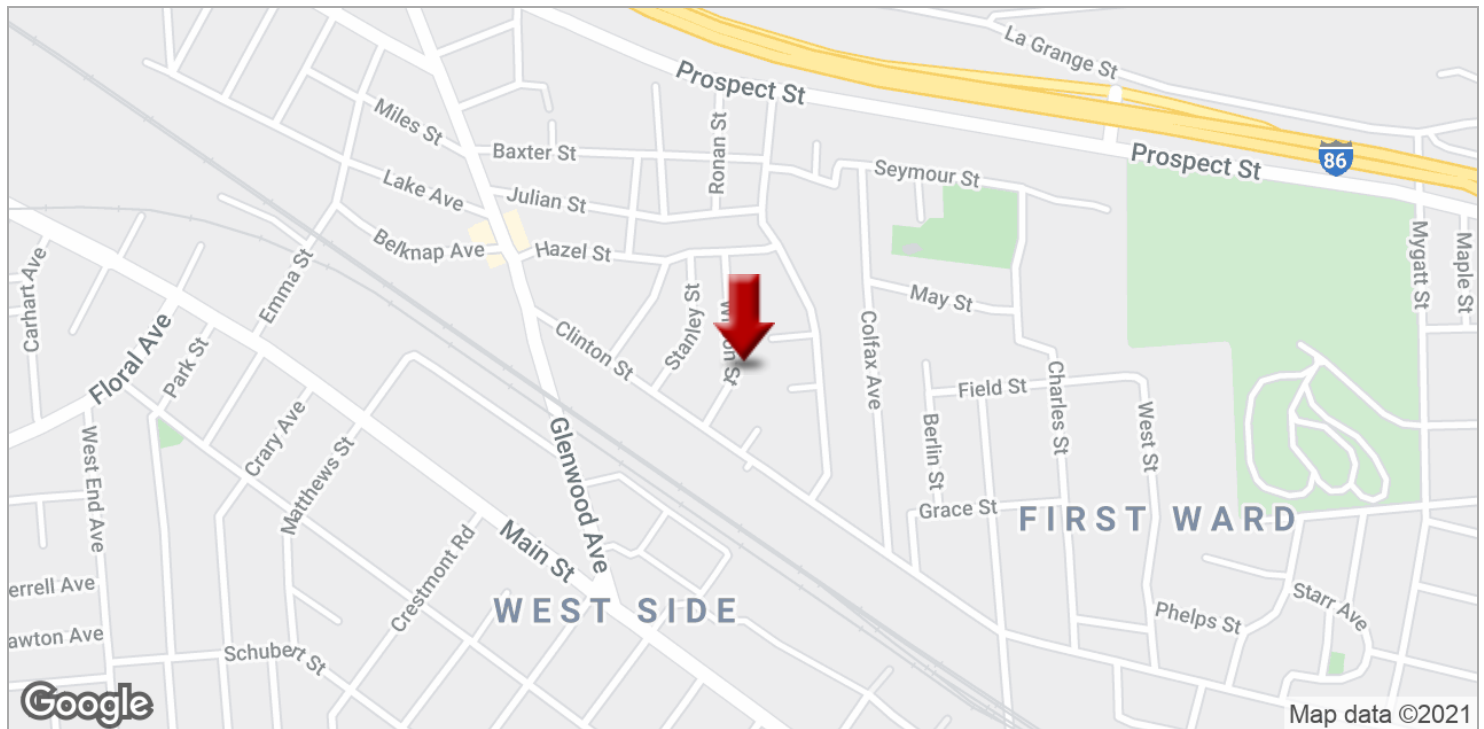 La Grange St
Prospect St
Prospect St
86
Miles St
Baxter St
Ronan St
Seymour St
Lake Ave
Julian St
Belknap Ave
Hazel St
Mygatt St
Maple St
Carhart Ave
Emma St
Stanley St
May St
Clinton St
Colfax Ave
Floral Ave
Park St
Charles St
Field St
Berlin St
West St
Crary Ave
Glenwood Ave
West End Ave
Matthews St
Grace St
FIRST WARD
Crestmont Rd
Main St
errell Ave
WEST SIDE
Starr Ave
Phelps St
awton Ave
Schubert St
Google
Map data ©2021